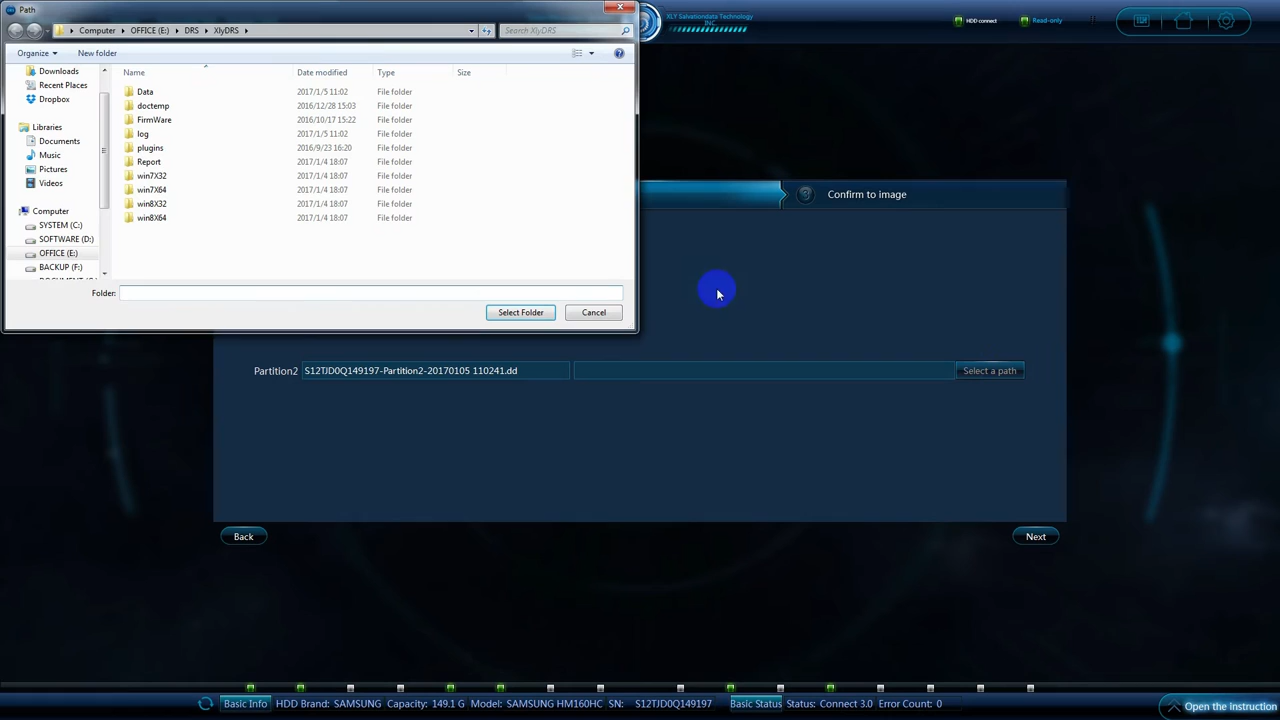 Path
Computer OFFICE (E:) DRS XlyDRS
Search XlyDRS
Organize New folder
Name Date modified Type Size
Downloads
Recent Places
Dropbox
Libraries
Documents
Music
Pictures
Videos
Computer
SYSTEM (C:)
SOFTWARE (D:)
OFFICE (E:)
BACKUP (F:)
Data 2017/1/5 11:02 File folder
doctemp 2016/12/28 15:03 File folder
FirmWare 2016/10/17 15:22 File folder
log 2017/1/5 11:02 File folder
plugins 2016/9/23 16:20 File folder
Report 2017/1/4 18:07 File folder
win7X32 2017/1/4 18:07 File folder
win7X64 2017/1/4 18:07 File folder
win8X32 2017/1/4 18:07 File folder
win8X64 2017/1/4 18:07 File folder
Folder:
Select Folder Cancel
XLY Salvationdata Technology
INC
HDD connect Read-only
3 Confirm to image
Partition2 S12TJD0Q149197-Partition2-20170105 110241.dd Select a path
Back Next
Basic Info HDD Brand: SAMSUNG Capacity: 149.1 G Model: SAMSUNG HM160HC SN: S12TJD0Q149197 Basic Status Status: Connect 3.0 Error Count: 0
Open the instruction